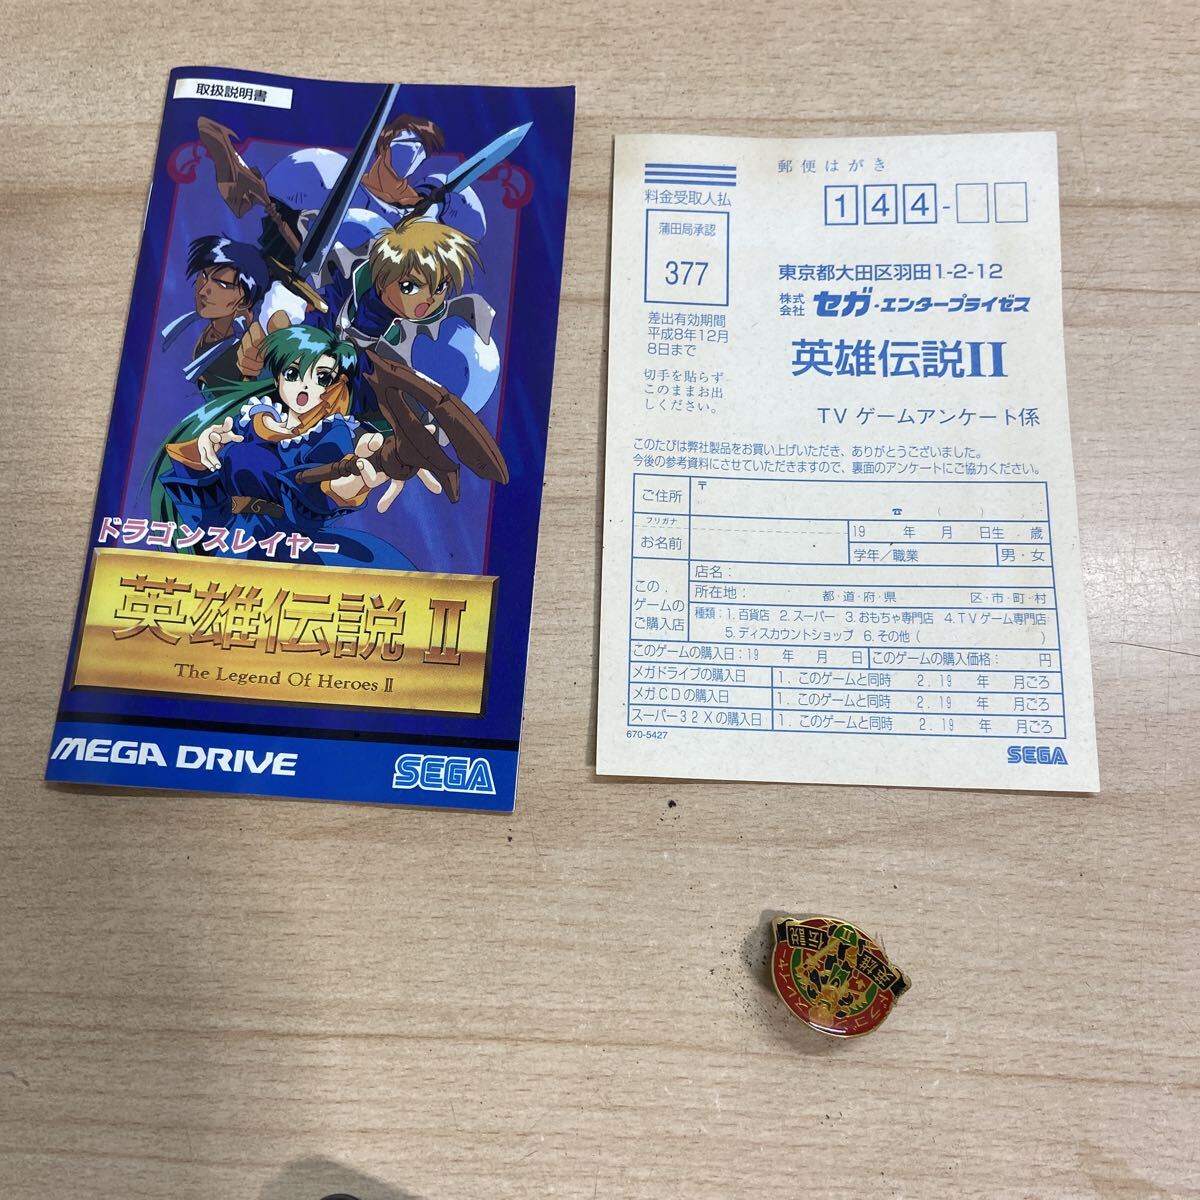 取扱説明書
ドラゴンスレイヤー
英雄伝説 II
The Legend Of Heroes II
MEGA DRIVE
SEGA
郵便はがき
料金受取人払
蒲田局承認
377
差出有効期間
平成8年12月
8日まで
切手を貼らず
このままお出
しください。
144-
東京都大田区羽田1-2-12
株式会社 セガ・エンタープライゼス
英雄伝説II
TVゲームアンケート係
このたびは弊社製品をお買い上げいただき、ありがとうございました。
今後の参考資料にさせていただきますので、裏面のアンケートにご協力ください。
ご住所 〒
☎ ( ) .
フリガナ
お名前
19 年 月 日生 歳
学年/職業 男・女
この
ゲームの
ご購入店
店名:
所在地: 都・道・府・県 区・市・町・村
種類:1.百貨店 2.スーパー 3.おもちゃ専門店 4.TVゲーム専門店
5.ディスカウントショップ 6.その他( )
このゲームの購入日:19 年 月 日 このゲームの購入価格: 円
メガドライブの購入日 1.このゲームと同時 2.19 年 月ごろ
メガCDの購入日 1.このゲームと同時 2.19 年 月ごろ
スーパー32Xの購入日 1.このゲームと同時 2.19 年 月ごろ
670-5427
SEGA
英雄伝説
II
ドラゴンスレイヤー